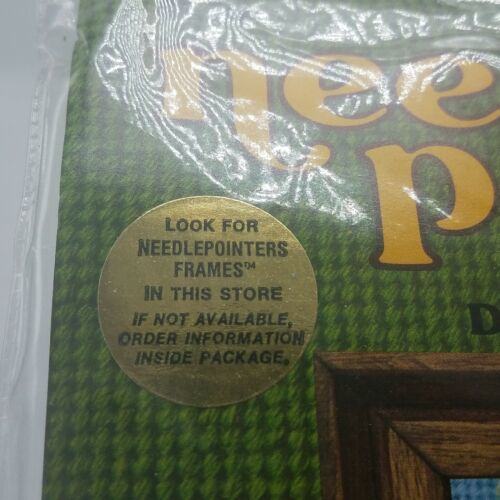 nee
p
LOOK FOR
NEEDLEPOINTERS
FRAMES™
IN THIS STORE
IF NOT AVAILABLE,
ORDER INFORMATION
INSIDE PACKAGE.
D